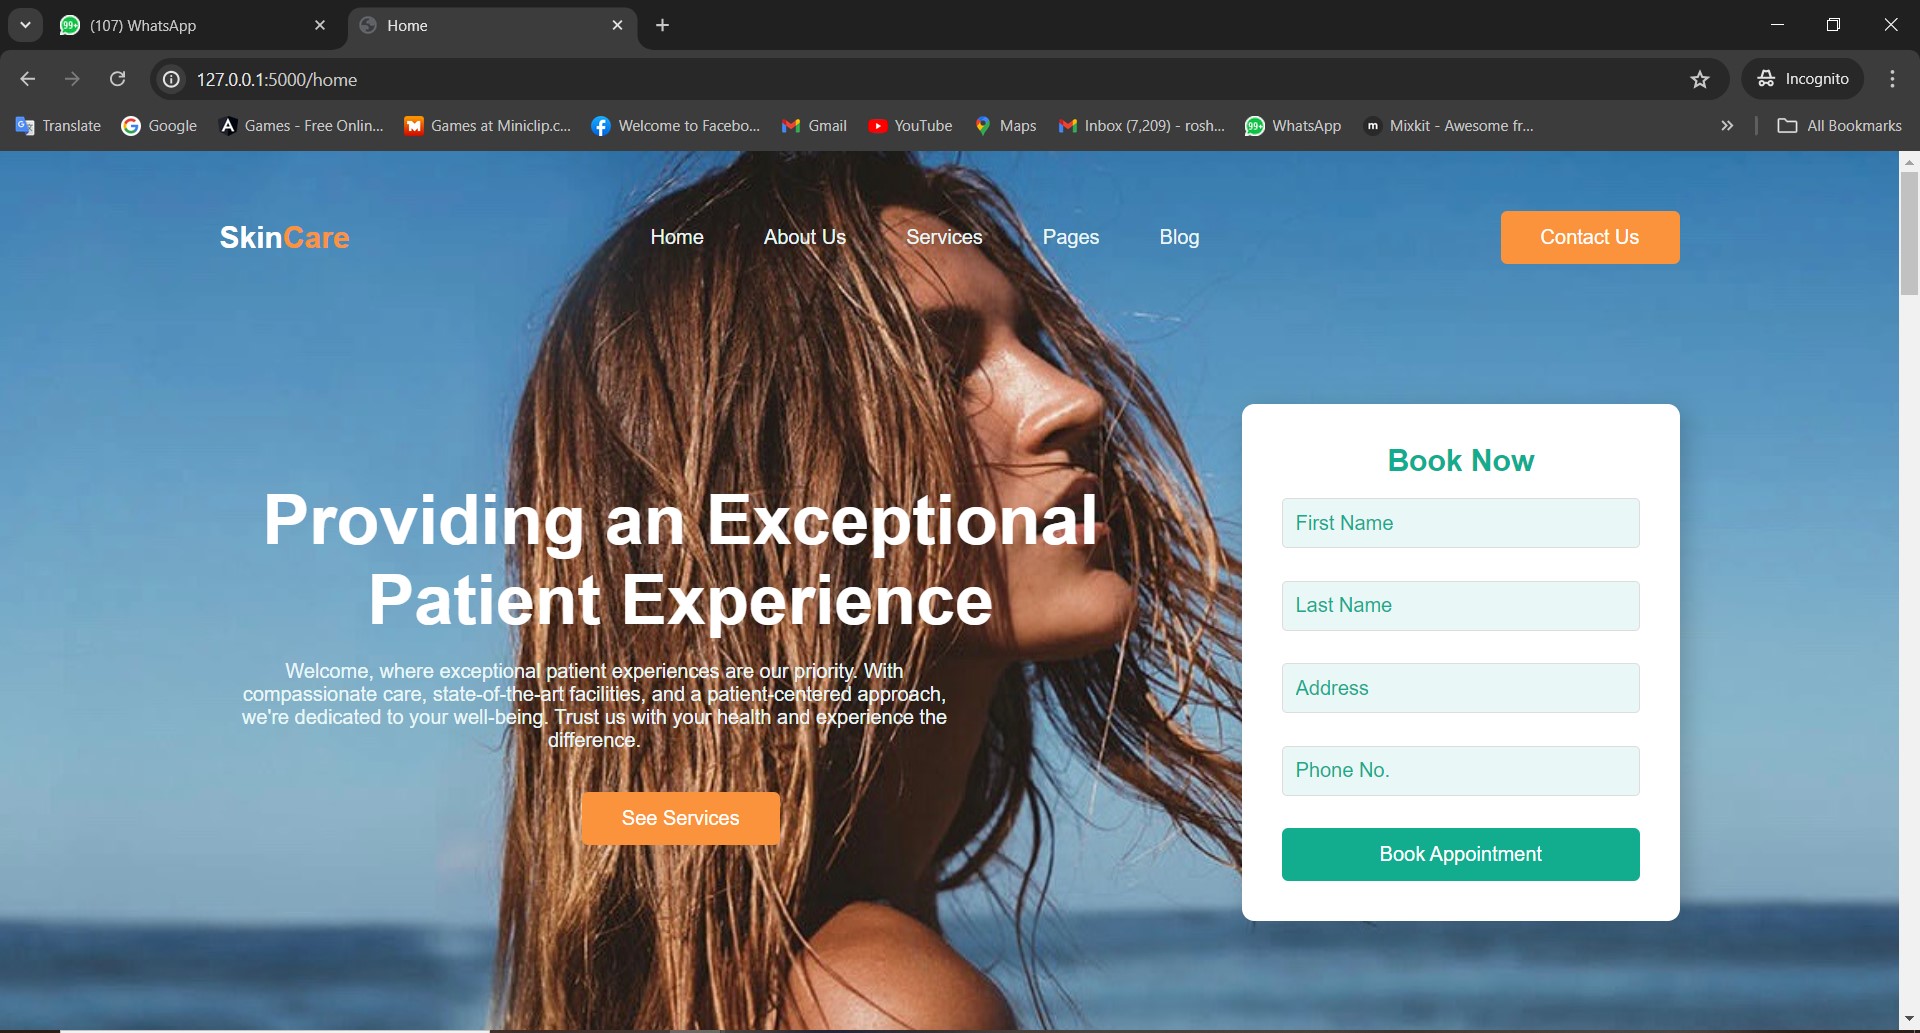 99+ (107) WhatsApp
Home
127.0.0.1:5000/home
Incognito
Translate
Google
Games - Free Onlin...
Games at Miniclip.c...
Welcome to Facebo...
Gmail
YouTube
Maps
Inbox (7,209) - rosh...
99+ WhatsApp
m Mixkit - Awesome fr...
All Bookmarks
SkinCare
Home
About Us
Services
Pages
Blog
Contact Us
Providing an Exceptional
Patient Experience
Welcome, where exceptional patient experiences are our priority. With
compassionate care, state-of-the-art facilities, and a patient-centered approach,
we're dedicated to your well-being. Trust us with your health and experience the
difference.
See Services
Book Now
First Name
Last Name
Address
Phone No.
Book Appointment